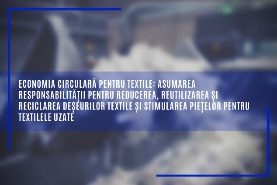 ECONOMIA CIRCULARĂ PENTRU TEXTILE: ASUMAREA
RESPONSABILITĂȚII PENTRU REDUCEREA, REUTILIZAREA ȘI
RECICLAREA DEȘEURILOR TEXTILE ȘI STIMULAREA PIEȚELOR PENTRU
TEXTILELE UZATE